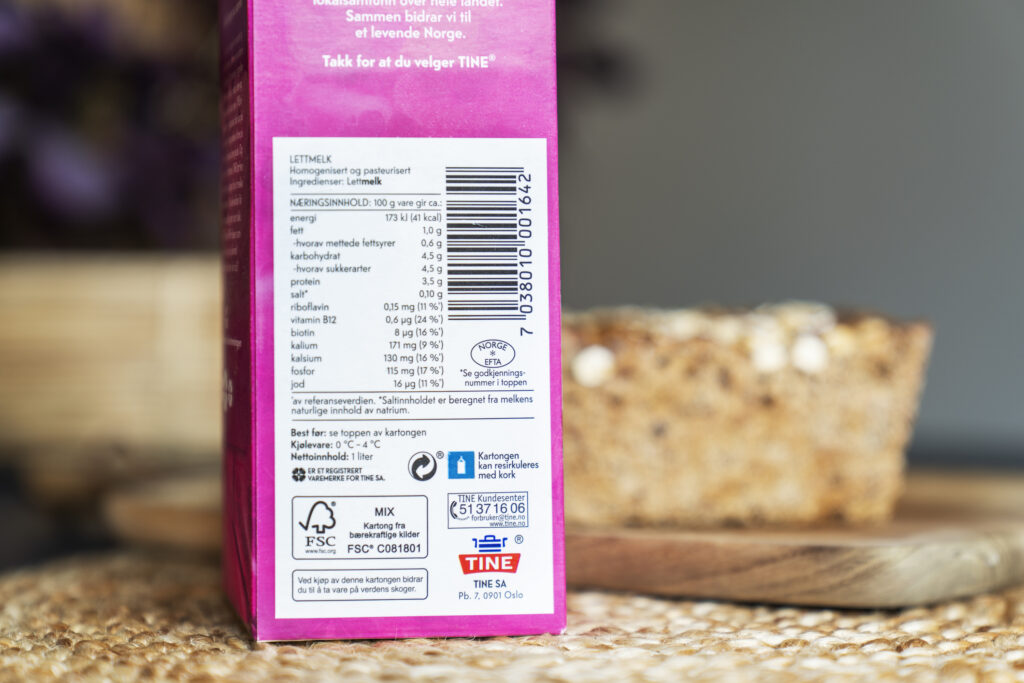 lokalsamfunn over hele landet.
Sammen bidrar vi til
et levende Norge.
Takk for at du velger TINE®
LETTMELK
Homogenisert og pasteurisert
Ingredienser: Lettmelk
NÆRINGSINNHOLD: 100 g vare gir ca.:
energi 173 kJ (41 kcal)
fett 1,0 g
-hvorav mettede fettsyrer 0,6 g
karbohydrat 4,5 g
-hvorav sukkerarter 4,5 g
protein 3,5 g
salt* 0,10 g
riboflavin 0,15 mg (11 %*)
vitamin B12 0,6 µg (24 %*)
biotin 8 µg (16 %*)
kalium 171 mg (9 %*)
kalsium 130 mg (16 %*)
fosfor 115 mg (17 %*)
jod 16 µg (11 %*)
7 038010 001642
NORGE
*
EFTA
*Se godkjennings-
nummer i toppen
*av referanseverdien. *Saltinnholdet er beregnet fra melkens
naturlige innhold av natrium.
Best før: se toppen av kartongen
Kjølevare: 0 °C – 4 °C
Nettoinnhold: 1 liter
ER ET REGISTRERT
VAREMERKE FOR TINE SA.
®
Kartongen
kan resirkuleres
med kork
FSC
www.fsc.org
MIX
Kartong fra
bærekraftige kilder
FSC® C081801
Ved kjøp av denne kartongen bidrar
du til å ta vare på verdens skoger.
TINE Kundesenter
51 37 16 06
forbruker@tine.no
www.tine.no
®
TINE
TINE SA
Pb. 7, 0901 Oslo